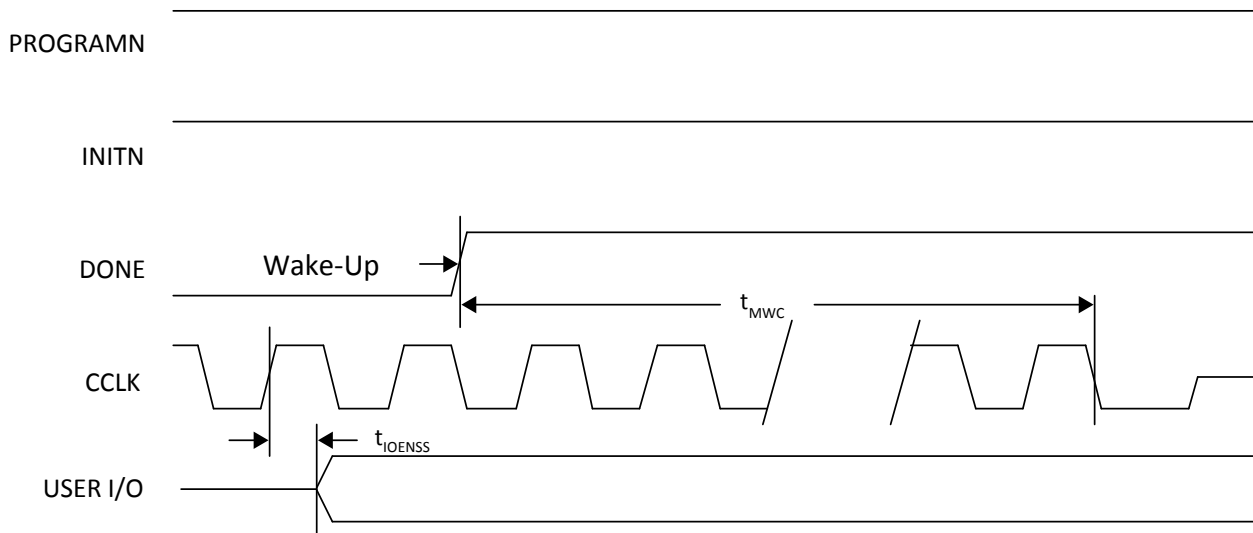 PROGRAMN
INITN
DONE
Wake-Up
tMWC
CCLK
tIOENSS
USER I/O